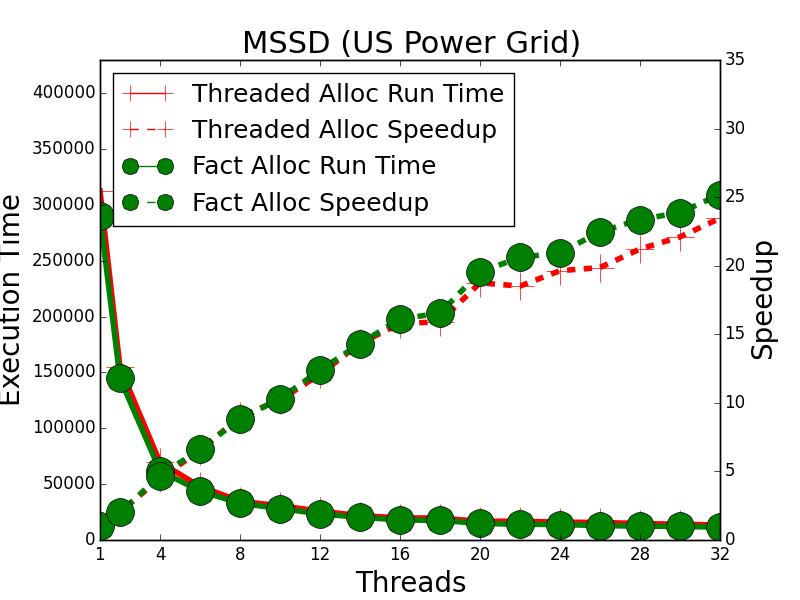 MSSD (US Power Grid)
Threaded Alloc Run Time
Threaded Alloc Speedup
Fact Alloc Run Time
Fact Alloc Speedup
Execution Time
400000
350000
300000
250000
200000
150000
100000
50000
0
35
30
25
20
15
10
5
0
Speedup
1 4 8 12 16 20 24 28 32
Threads